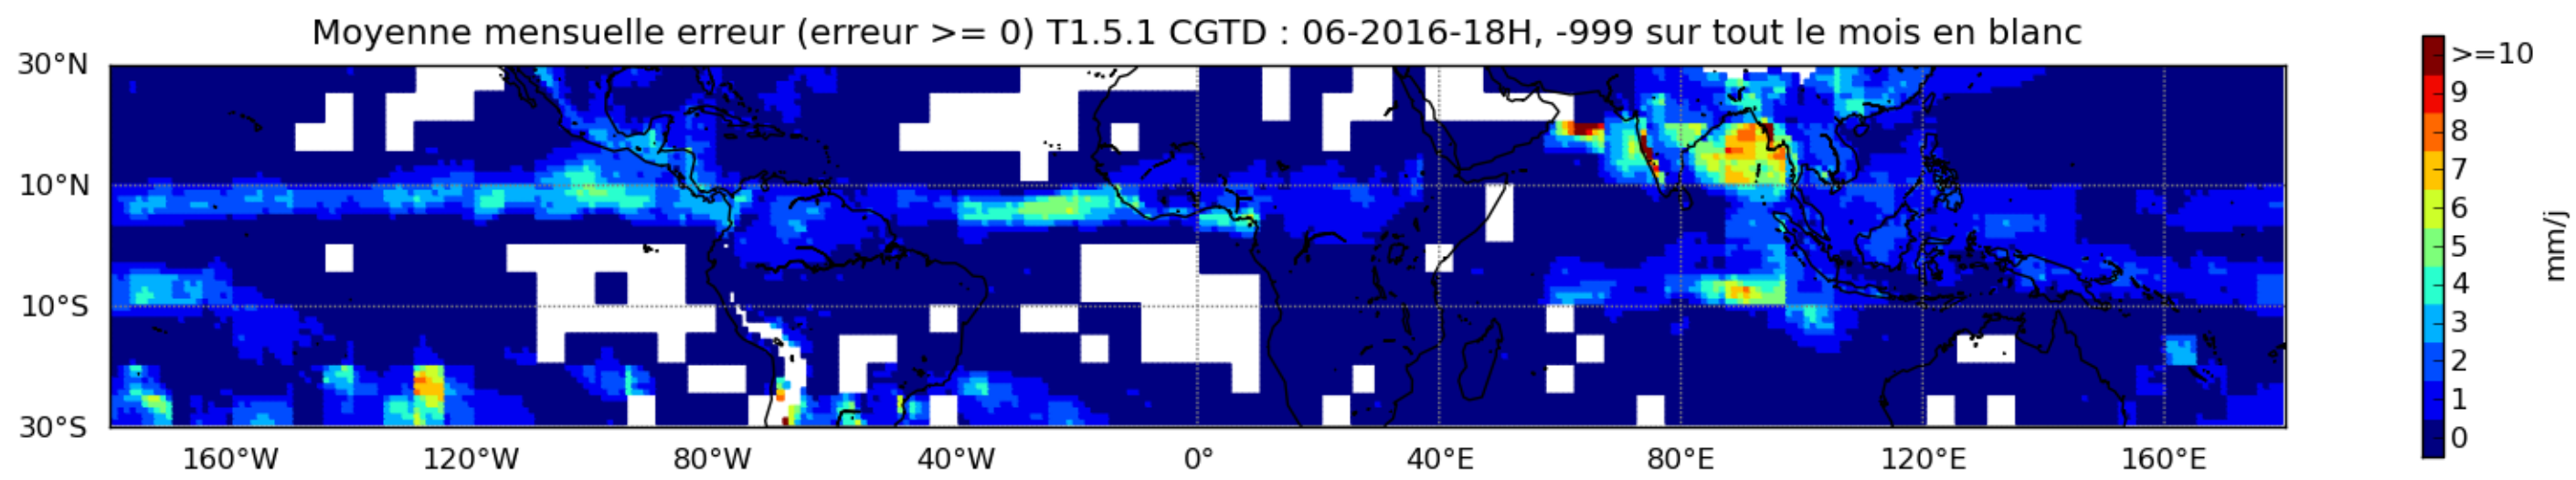 Moyenne mensuelle erreur (erreur >= 0) T1.5.1 CGTD : 06-2016-18H, -999 sur tout le mois en blanc
30°N
10°N
10°S
30°S
160°W 120°W 80°W 40°W 0° 40°E 80°E 120°E 160°E
>=10
9
8
7
6
5
4
3
2
1
0
mm/j